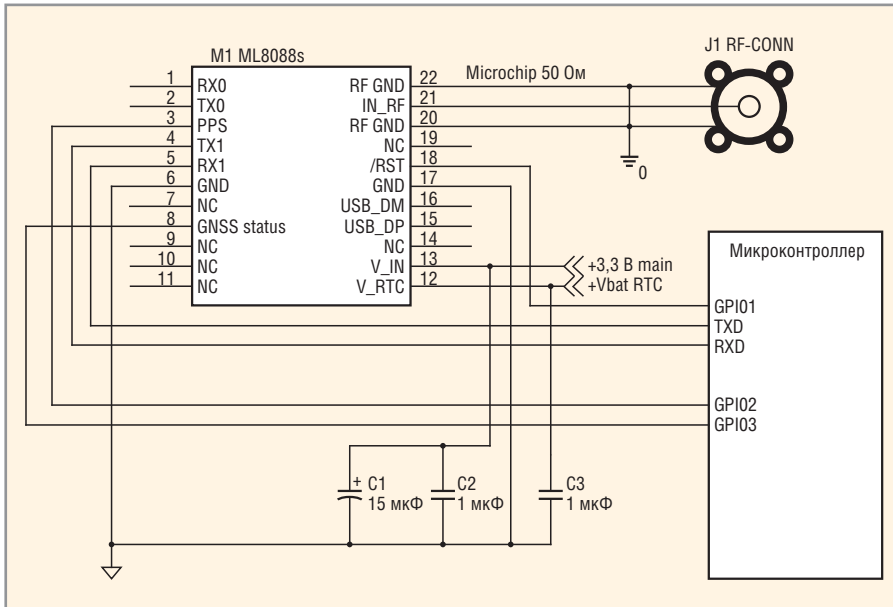 M1 ML8088s
J1 RF-CONN
Microchip 50 Ом
1 RX0
2 TX0
3 PPS
4 TX1
5 RX1
6 GND
7 NC
8 GNSS status
9 NC
10 NC
11 NC
RF GND 22
IN_RF 21
RF GND 20
NC 19
/RST 18
GND 17
USB_DM 16
USB_DP 15
NC 14
V_IN 13
V_RTC 12
0
+3,3 В main
+Vbat RTC
Микроконтроллер
GPIO1
TXD
RXD
GPIO2
GPIO3
+ C1
15 мкФ
C2
1 мкФ
C3
1 мкФ